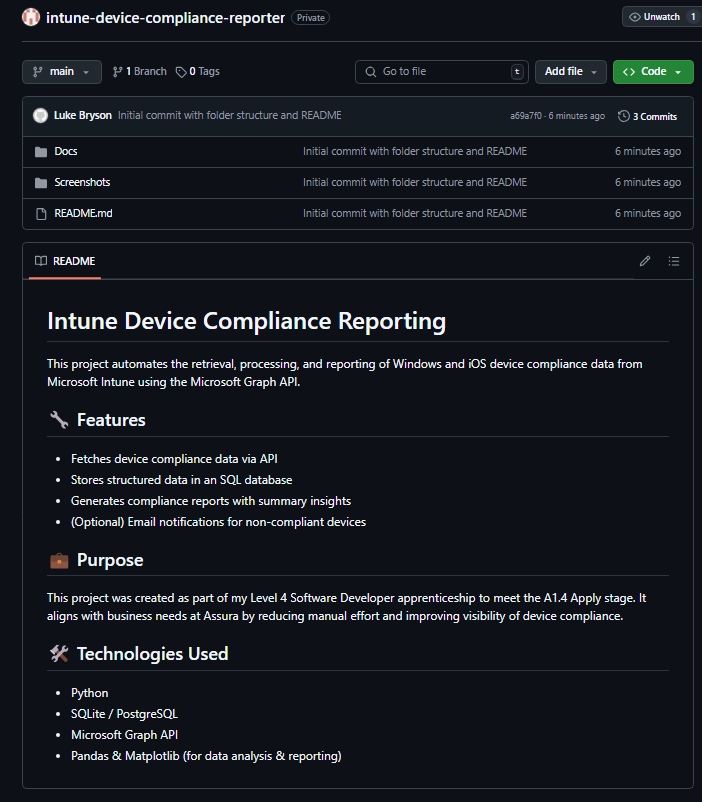 intune-device-compliance-reporter Private Unwatch 1
main 1 Branch 0 Tags Go to file t Add file <> Code
Luke Bryson Initial commit with folder structure and README a69a7f0 · 6 minutes ago 3 Commits
Docs Initial commit with folder structure and README 6 minutes ago
Screenshots Initial commit with folder structure and README 6 minutes ago
README.md Initial commit with folder structure and README 6 minutes ago
README
Intune Device Compliance Reporting
This project automates the retrieval, processing, and reporting of Windows and iOS device compliance data from
Microsoft Intune using the Microsoft Graph API.
🔧 Features
• Fetches device compliance data via API
• Stores structured data in an SQL database
• Generates compliance reports with summary insights
• (Optional) Email notifications for non-compliant devices
💼 Purpose
This project was created as part of my Level 4 Software Developer apprenticeship to meet the A1.4 Apply stage. It
aligns with business needs at Assura by reducing manual effort and improving visibility of device compliance.
🛠 Technologies Used
• Python
• SQLite / PostgreSQL
• Microsoft Graph API
• Pandas & Matplotlib (for data analysis & reporting)